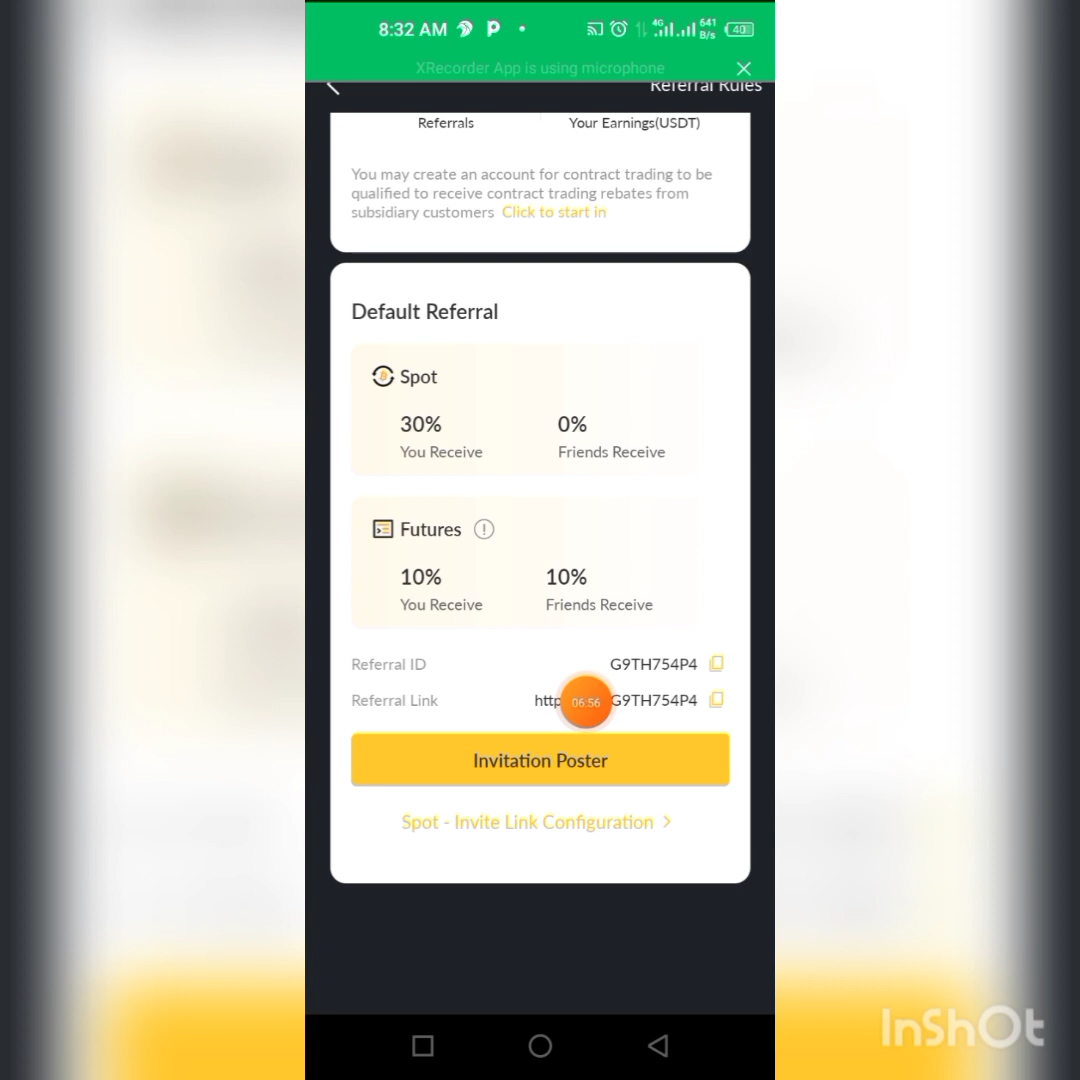 8:32 AM
4G
641
B/s
40
XRecorder App is using microphone
Referral Rules
Referrals
Your Earnings(USDT)
You may create an account for contract trading to be
qualified to receive contract trading rebates from
subsidiary customers Click to start in
Default Referral
Spot
30%
0%
You Receive
Friends Receive
Futures
10%
10%
You Receive
Friends Receive
Referral ID
G9TH754P4
Referral Link
http
06:56
G9TH754P4
Invitation Poster
Spot - Invite Link Configuration >
InShOt